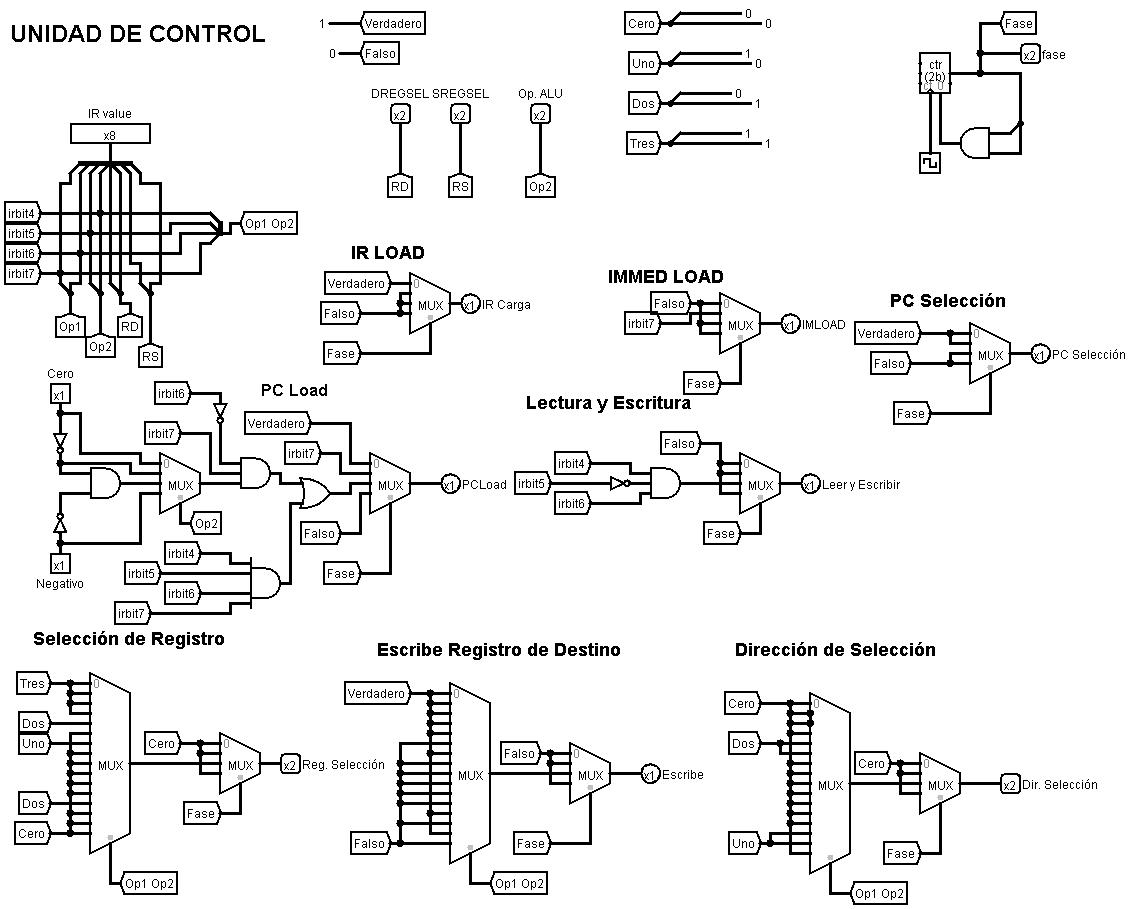 UNIDAD DE CONTROL
1 Verdadero
0 Falso
Cero 0 0
Uno 1 0
Dos 0 1
Tres 1 1
Fase
x2 fase
ctr
(2b)
ct 0
DREGSEL SREGSEL Op. ALU
x2 x2 x2
RD RS Op2
IR value
x8
irbit4
irbit5
irbit6
irbit7
Op1 Op2
Op1
Op2
RD
RS
IR LOAD
Verdadero 0
MUX x1 IR Carga
Falso
Fase
IMMED LOAD
Falso 0
irbit7 MUX x1 IMLOAD
Fase
PC Selección
Verdadero 0
MUX x1 PC Selección
Falso
Fase
Cero
x1
irbit6
PC Load
irbit7
Verdadero
irbit7
0 0
MUX MUX x1 PCLoad
Op2
Falso
Fase
x1
Negativo
irbit4
irbit5
irbit6
irbit7
Lectura y Escritura
Falso
irbit4 0
irbit5 MUX x1 Leer y Escribir
irbit6
Fase
Selección de Registro
Tres 0
Dos
Uno
Cero 0
MUX MUX x2 Reg. Selección
Dos
Fase
Cero
Op1 Op2
Escribe Registro de Destino
Verdadero 0
Falso 0
MUX MUX x1 Escribe
Falso
Fase
Op1 Op2
Dirección de Selección
Cero 0
Dos
Cero 0
MUX MUX x2 Dir. Selección
Uno
Fase
Op1 Op2